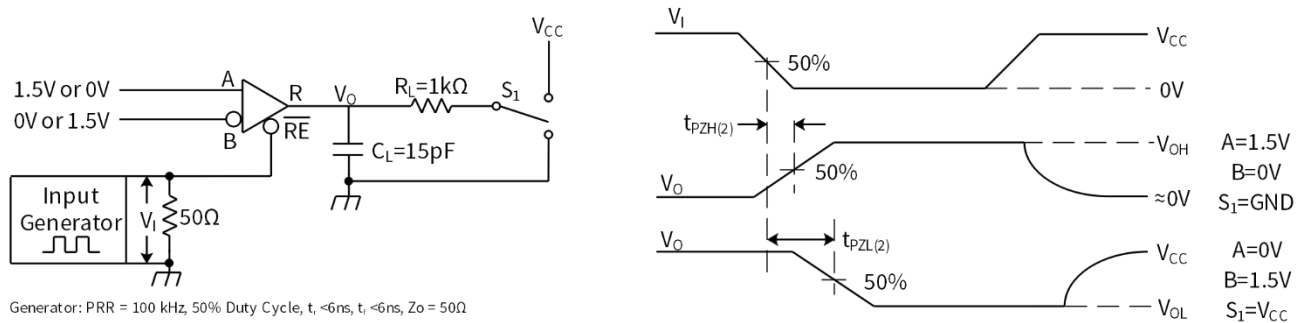 V_CC
1.5V or 0V
A
R
V_O
R_L=1kΩ
S_1
0V or 1.5V
B
RE
C_L=15pF
Input
Generator
V_I
50Ω
Generator: PRR = 100 kHz, 50% Duty Cycle, t_r <6ns, t_f <6ns, Zo = 50Ω
V_I
V_CC
50%
0V
t_PZH(2)
V_OH
A=1.5V
50%
B=0V
V_O
≈0V
S_1=GND
V_O
t_PZL(2)
V_CC
A=0V
50%
B=1.5V
V_OL
S_1=V_CC